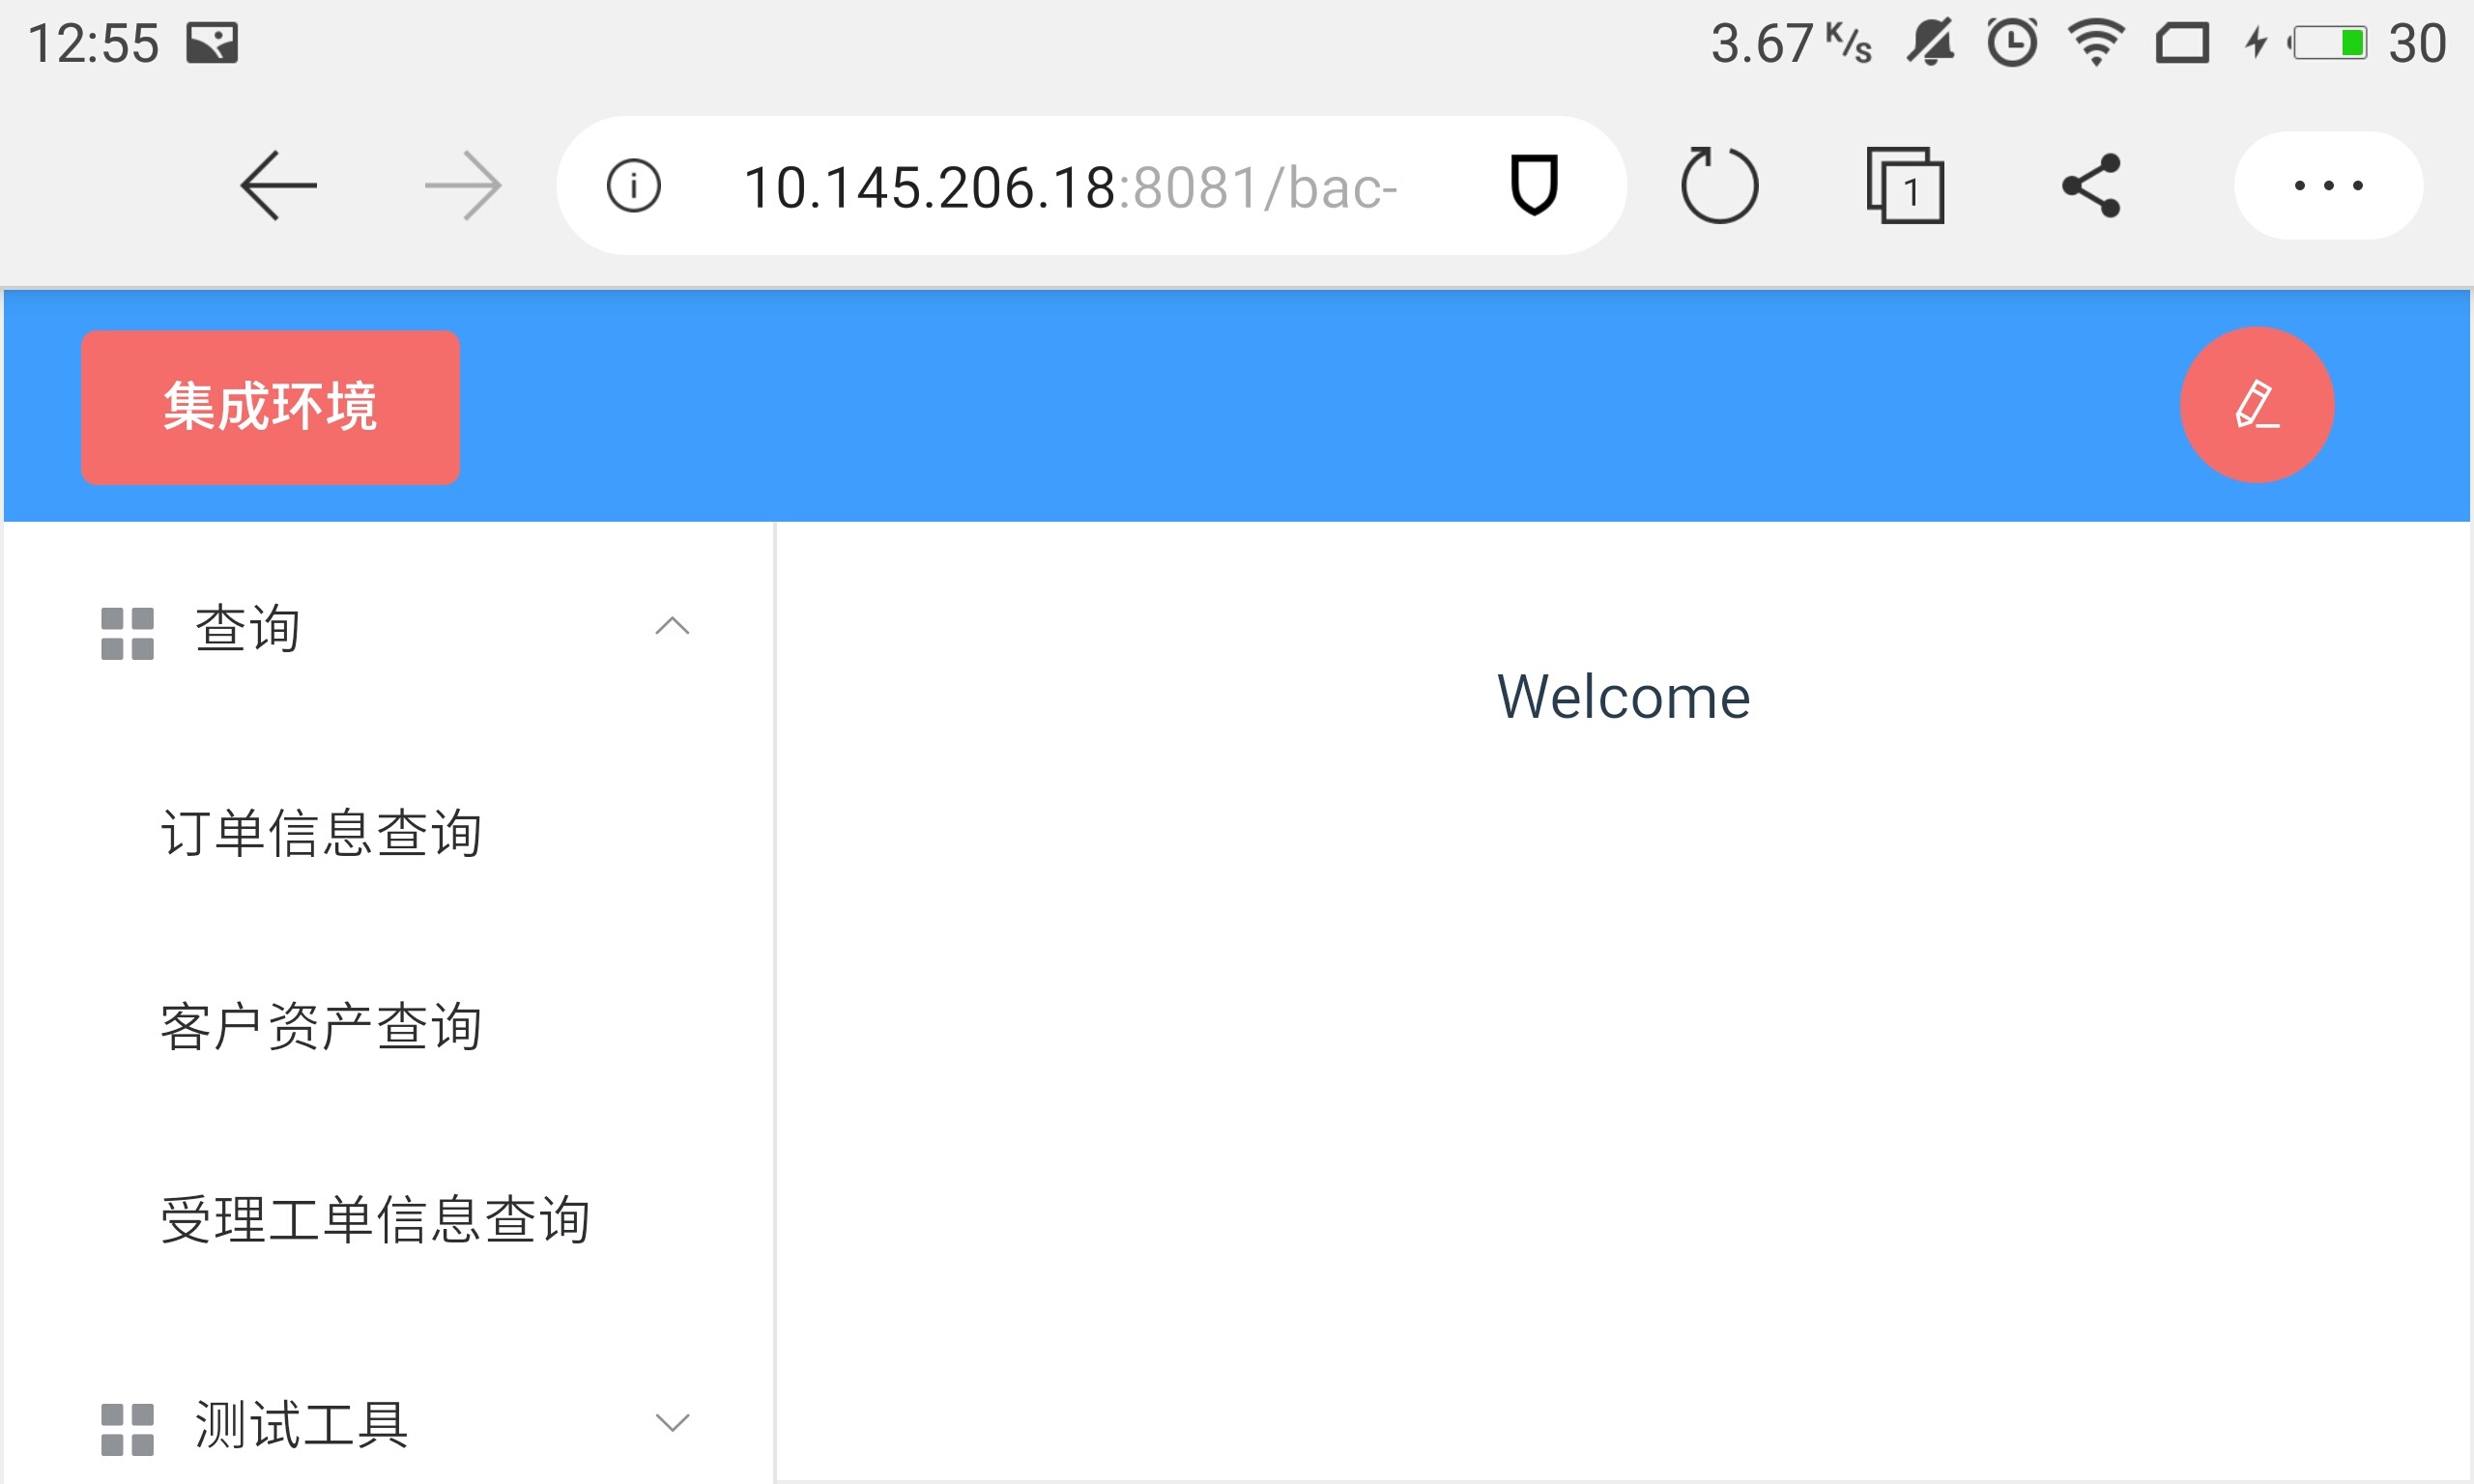 12:55 3.67 K/s 30
10.145.206.18:8081/bac- 1
集成环境
查询
Welcome
订单信息查询
客户资产查询
受理工单信息查询
测试工具